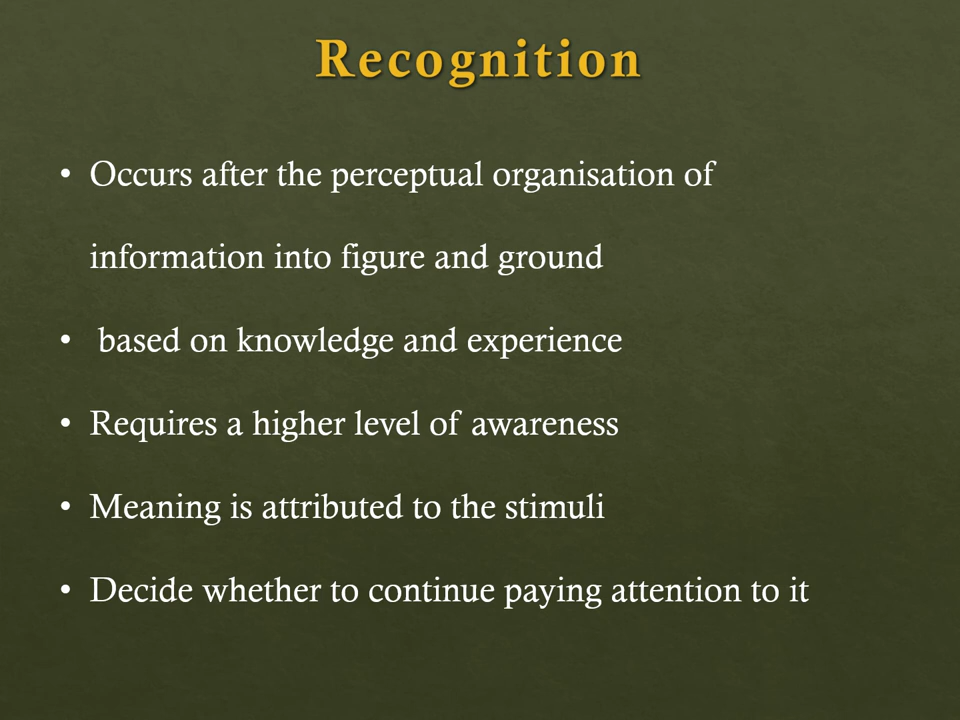 Recognition
• Occurs after the perceptual organisation of
information into figure and ground
• based on knowledge and experience
• Requires a higher level of awareness
• Meaning is attributed to the stimuli
• Decide whether to continue paying attention to it